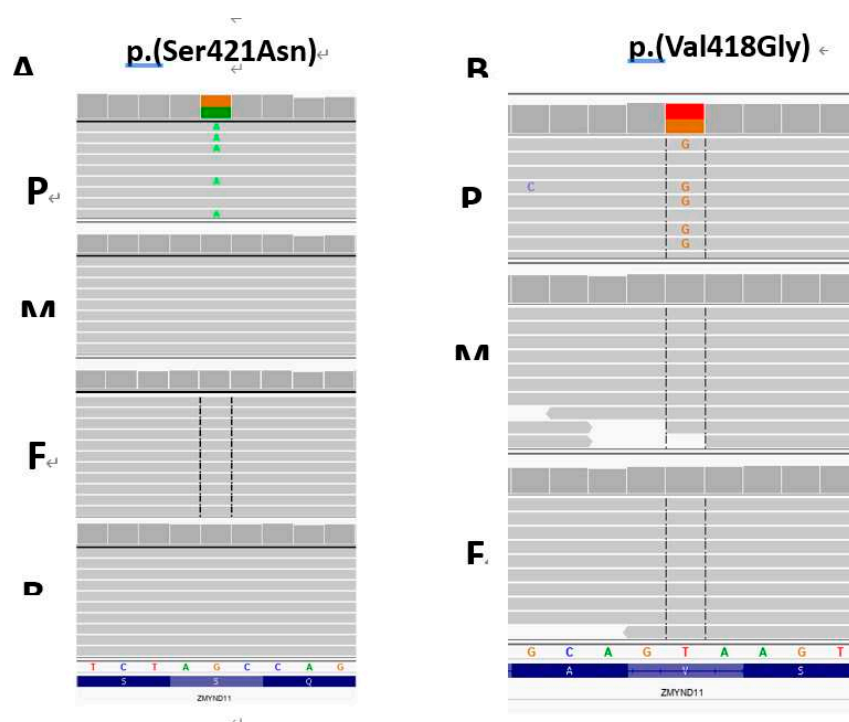 A
p.(Ser421Asn)
P
A
A
A
A
A
M
F
T C T A G C C A G
S S Q
ZMYND11
B
p.(Val418Gly)
P
G
C G
G
G
G
M
F
G C A G T A A G T
A V S
ZMYND11